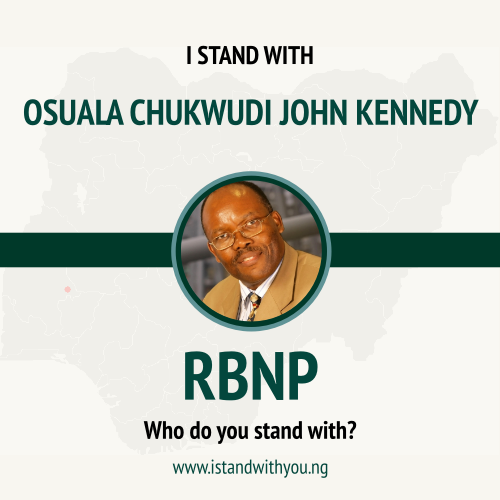 I STAND WITH
OSUALA CHUKWUDI JOHN KENNEDY
RBNP
Who do you stand with?
www.istandwithyou.ng